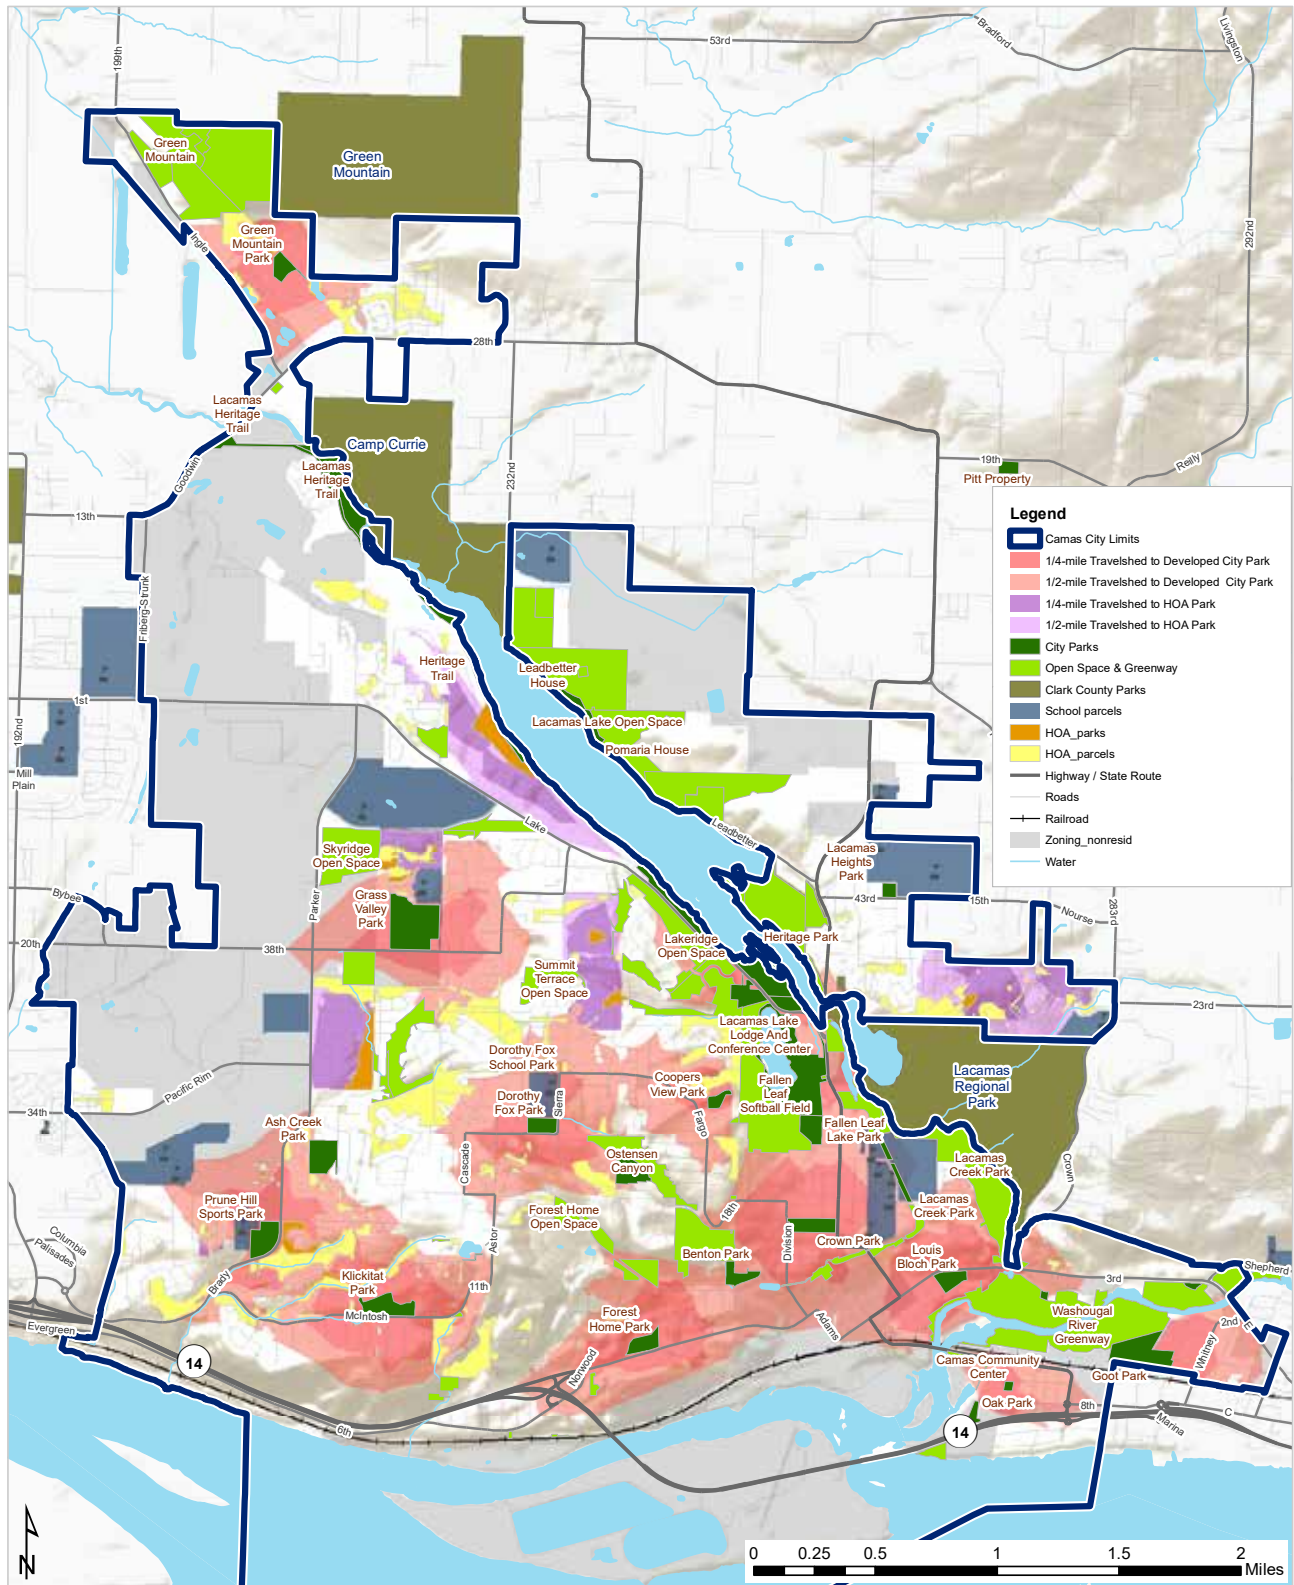 53rd
Bradford
Livingston
199th
Green
Mountain
Green
Mountain
Green
Mountain
Park
Ingle
292nd
28th
Lacamas
Heritage
Trail
Camp Currie
Lacamas
Heritage
Trail
Goodwin
232nd
19th
Reilly
Pitt Property
13th
Friberg-Strunk
Legend
Camas City Limits
1/4-mile Travelshed to Developed City Park
1/2-mile Travelshed to Developed City Park
1/4-mile Travelshed to HOA Park
1/2-mile Travelshed to HOA Park
City Parks
Open Space & Greenway
Clark County Parks
School parcels
HOA_parks
HOA_parcels
Highway / State Route
Roads
Railroad
Zoning_nonresid
Water
Heritage
Trail
Leadbetter
House
1st
192nd
Lacamas Lake Open Space
Pomaria House
Mill
Plain
Lake
Leadbetter
Skyridge
Open Space
Lacamas
Heights
Park
Bybee
Parker
Grass
Valley
Park
43rd
15th
Nourse
283rd
20th
38th
Lakeridge
Open Space
Heritage Park
Summit
Terrace
Open Space
23rd
Lacamas Lake
Lodge And
Conference Center
Dorothy Fox
School Park
Pacific Rim
Coopers
View Park
Fallen
Leaf
Softball Field
Lacamas
Regional
Park
34th
Dorothy
Fox Park
Sierra
Ash Creek
Park
Fargo
Fallen Leaf
Lake Park
Cascade
Ostensen
Canyon
Lacamas
Creek Park
Crown
Prune Hill
Sports Park
Lacamas
Creek Park
Forest Home
Open Space
18th
Columbia
Palisades
Astor
Division
Crown Park
Benton Park
Louis
Bloch Park
Shepherd
Brady
Klickitat
Park
11th
3rd
McIntosh
Forest
Home Park
Adams
Washougal
River
Greenway
2nd
E
Evergreen
Whitney
14
Norwood
Camas Community
Center
Goot Park
Oak Park
8th
C
Marina
6th
14
N
0 0.25 0.5 1 1.5 2
Miles